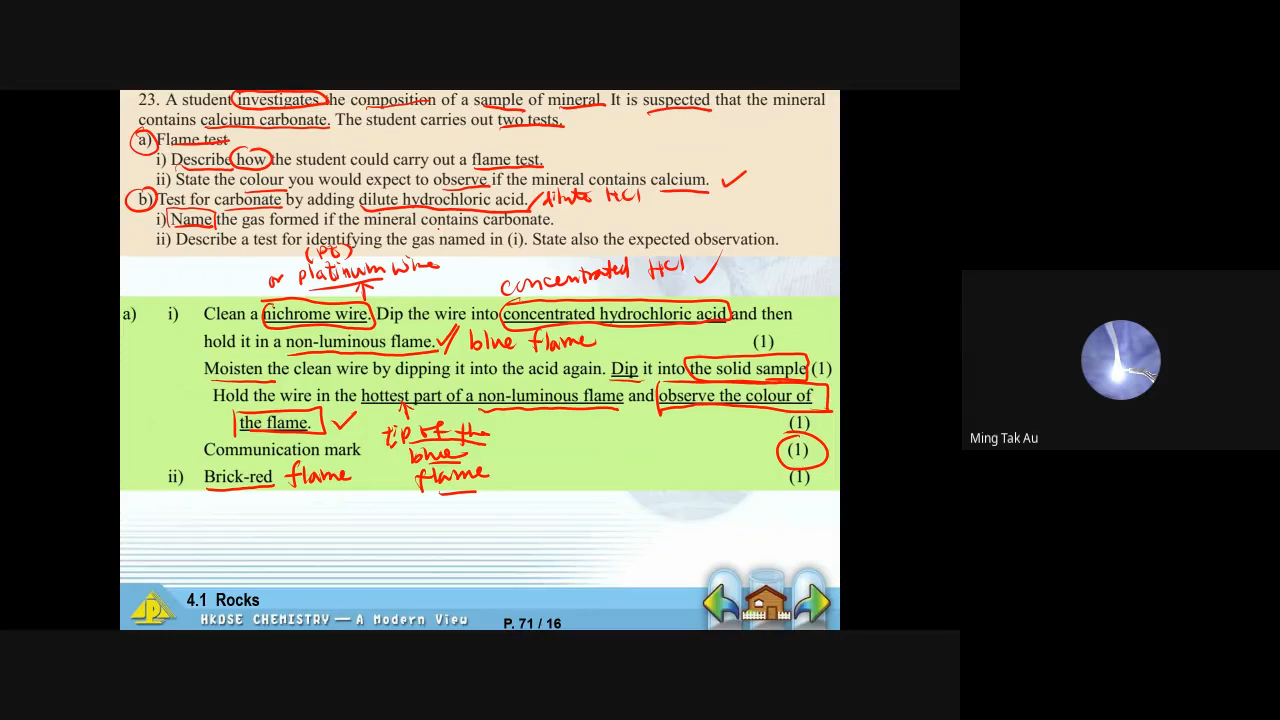 23. A student investigates the composition of a sample of mineral. It is suspected that the mineral
contains calcium carbonate. The student carries out two tests.
a) Flame test
i) Describe how the student could carry out a flame test.
ii) State the colour you would expect to observe if the mineral contains calcium.
b) Test for carbonate by adding dilute hydrochloric acid. / dilute HCl
i) Name the gas formed if the mineral contains carbonate.
ii) Describe a test for identifying the gas named in (i). State also the expected observation.
(Pt)
or platinum wire
concentrated HCl
a) i) Clean a nichrome wire. Dip the wire into concentrated hydrochloric acid and then
hold it in a non-luminous flame. blue flame (1)
Moisten the clean wire by dipping it into the acid again. Dip it into the solid sample (1)
Hold the wire in the hottest part of a non-luminous flame and observe the colour of
the flame. (1)
tip of the
blue
flame
Communication mark (1)
ii) Brick-red flame (1)
4.1 Rocks
HKDSE CHEMISTRY — A Modern View
P. 71 / 16
Ming Tak Au